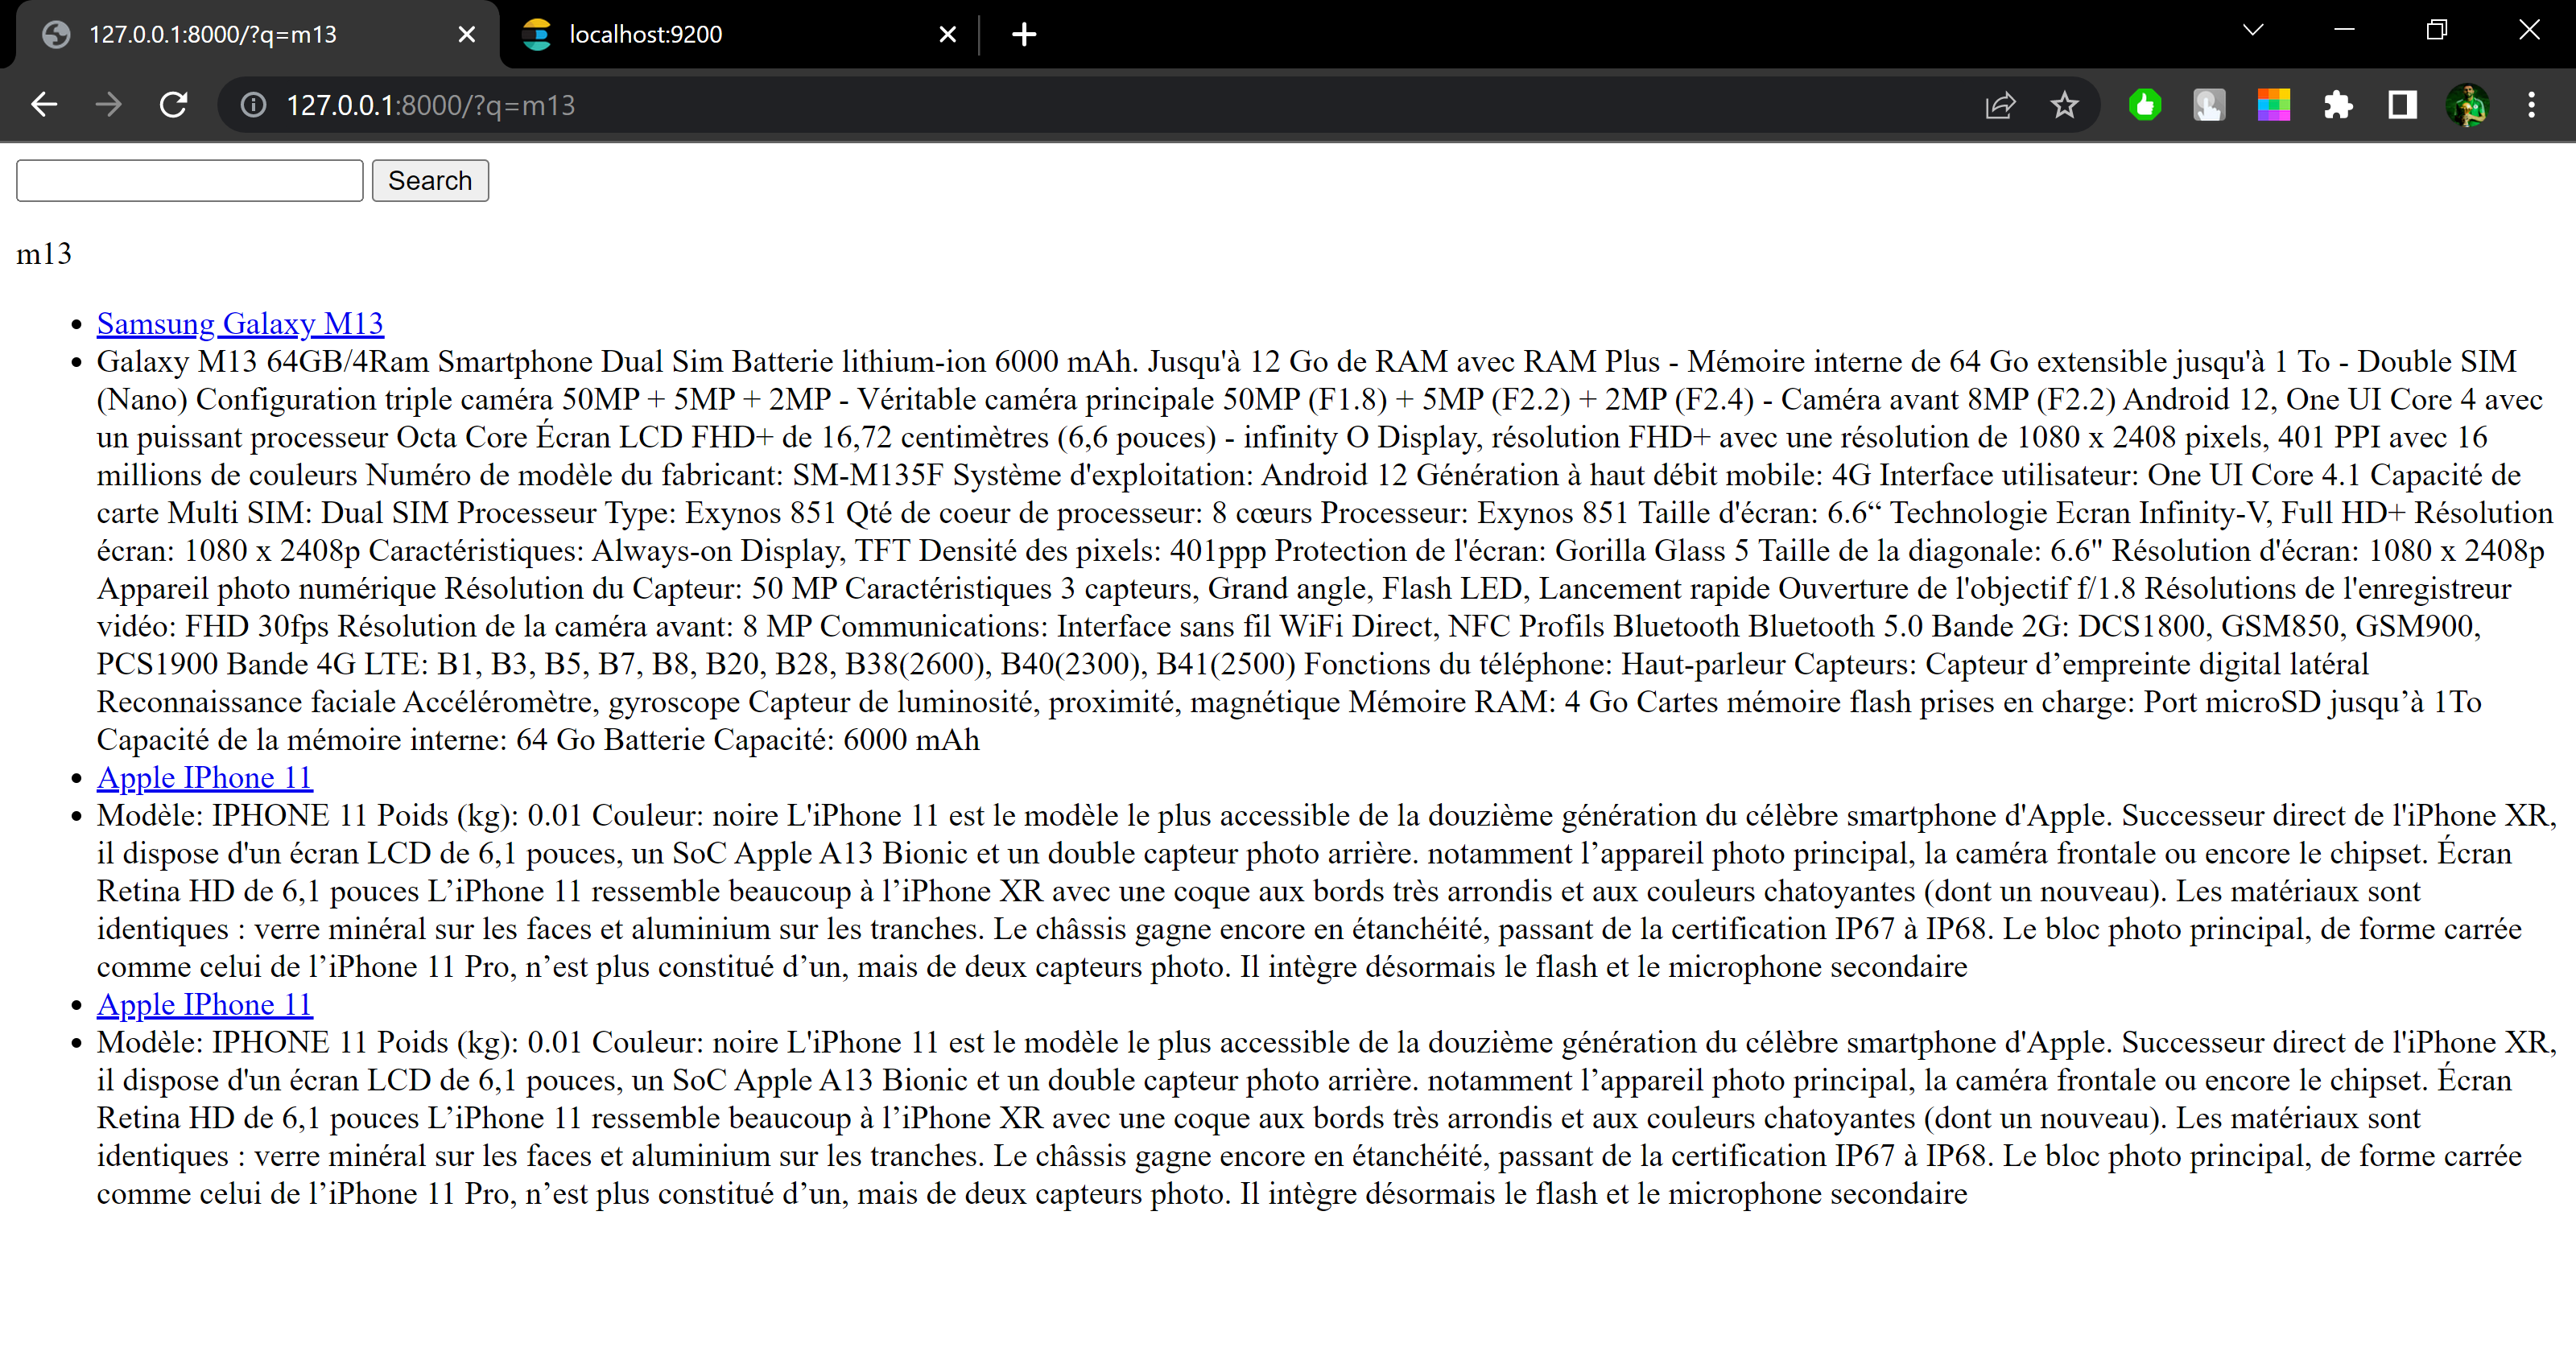 127.0.0.1:8000/?q=m13
localhost:9200
127.0.0.1:8000/?q=m13
Search
m13
Samsung Galaxy M13
Galaxy M13 64GB/4Ram Smartphone Dual Sim Batterie lithium-ion 6000 mAh. Jusqu'à 12 Go de RAM avec RAM Plus - Mémoire interne de 64 Go extensible jusqu'à 1 To - Double SIM
(Nano) Configuration triple caméra 50MP + 5MP + 2MP - Véritable caméra principale 50MP (F1.8) + 5MP (F2.2) + 2MP (F2.4) - Caméra avant 8MP (F2.2) Android 12, One UI Core 4 avec
un puissant processeur Octa Core Écran LCD FHD+ de 16,72 centimètres (6,6 pouces) - infinity O Display, résolution FHD+ avec une résolution de 1080 x 2408 pixels, 401 PPI avec 16
millions de couleurs Numéro de modèle du fabricant: SM-M135F Système d'exploitation: Android 12 Génération à haut débit mobile: 4G Interface utilisateur: One UI Core 4.1 Capacité de
carte Multi SIM: Dual SIM Processeur Type: Exynos 851 Qté de coeur de processeur: 8 cœurs Processeur: Exynos 851 Taille d'écran: 6.6“ Technologie Ecran Infinity-V, Full HD+ Résolution
écran: 1080 x 2408p Caractéristiques: Always-on Display, TFT Densité des pixels: 401ppp Protection de l'écran: Gorilla Glass 5 Taille de la diagonale: 6.6" Résolution d'écran: 1080 x 2408p
Appareil photo numérique Résolution du Capteur: 50 MP Caractéristiques 3 capteurs, Grand angle, Flash LED, Lancement rapide Ouverture de l'objectif f/1.8 Résolutions de l'enregistreur
vidéo: FHD 30fps Résolution de la caméra avant: 8 MP Communications: Interface sans fil WiFi Direct, NFC Profils Bluetooth Bluetooth 5.0 Bande 2G: DCS1800, GSM850, GSM900,
PCS1900 Bande 4G LTE: B1, B3, B5, B7, B8, B20, B28, B38(2600), B40(2300), B41(2500) Fonctions du téléphone: Haut-parleur Capteurs: Capteur d’empreinte digital latéral
Reconnaissance faciale Accéléromètre, gyroscope Capteur de luminosité, proximité, magnétique Mémoire RAM: 4 Go Cartes mémoire flash prises en charge: Port microSD jusqu’à 1To
Capacité de la mémoire interne: 64 Go Batterie Capacité: 6000 mAh
Apple IPhone 11
Modèle: IPHONE 11 Poids (kg): 0.01 Couleur: noire L'iPhone 11 est le modèle le plus accessible de la douzième génération du célèbre smartphone d'Apple. Successeur direct de l'iPhone XR,
il dispose d'un écran LCD de 6,1 pouces, un SoC Apple A13 Bionic et un double capteur photo arrière. notamment l’appareil photo principal, la caméra frontale ou encore le chipset. Écran
Retina HD de 6,1 pouces L’iPhone 11 ressemble beaucoup à l’iPhone XR avec une coque aux bords très arrondis et aux couleurs chatoyantes (dont un nouveau). Les matériaux sont
identiques : verre minéral sur les faces et aluminium sur les tranches. Le châssis gagne encore en étanchéité, passant de la certification IP67 à IP68. Le bloc photo principal, de forme carrée
comme celui de l’iPhone 11 Pro, n’est plus constitué d’un, mais de deux capteurs photo. Il intègre désormais le flash et le microphone secondaire
Apple IPhone 11
Modèle: IPHONE 11 Poids (kg): 0.01 Couleur: noire L'iPhone 11 est le modèle le plus accessible de la douzième génération du célèbre smartphone d'Apple. Successeur direct de l'iPhone XR,
il dispose d'un écran LCD de 6,1 pouces, un SoC Apple A13 Bionic et un double capteur photo arrière. notamment l’appareil photo principal, la caméra frontale ou encore le chipset. Écran
Retina HD de 6,1 pouces L’iPhone 11 ressemble beaucoup à l’iPhone XR avec une coque aux bords très arrondis et aux couleurs chatoyantes (dont un nouveau). Les matériaux sont
identiques : verre minéral sur les faces et aluminium sur les tranches. Le châssis gagne encore en étanchéité, passant de la certification IP67 à IP68. Le bloc photo principal, de forme carrée
comme celui de l’iPhone 11 Pro, n’est plus constitué d’un, mais de deux capteurs photo. Il intègre désormais le flash et le microphone secondaire